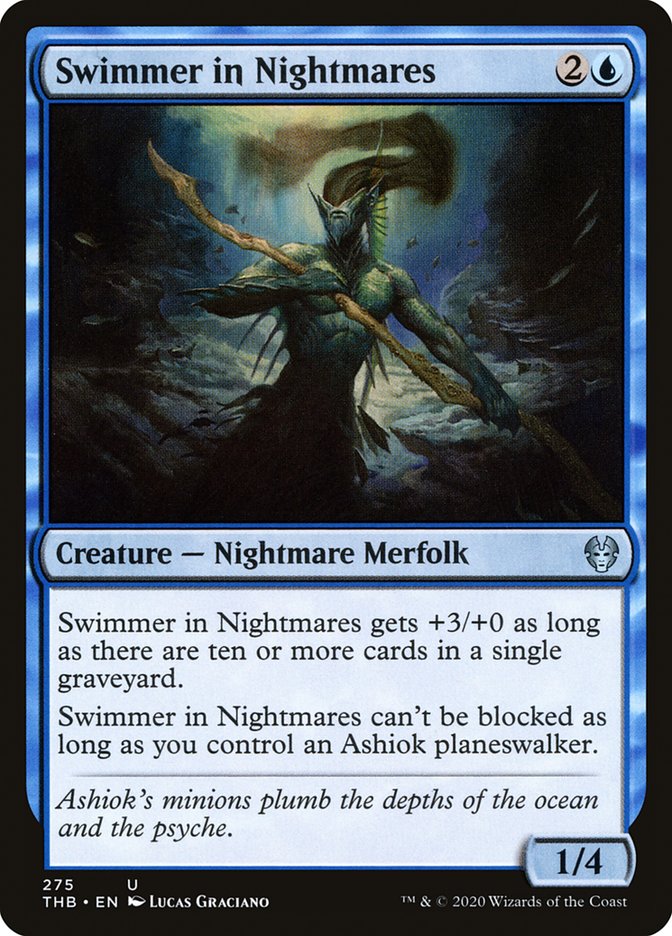 Swimmer in Nightmares 2
Creature — Nightmare Merfolk
Swimmer in Nightmares gets +3/+0 as long
as there are ten or more cards in a single
graveyard.
Swimmer in Nightmares can't be blocked as
long as you control an Ashiok planeswalker.
Ashiok's minions plumb the depths of the ocean
and the psyche.
1/4
275 U
THB • EN Lucas Graciano
™ & © 2020 Wizards of the Coast